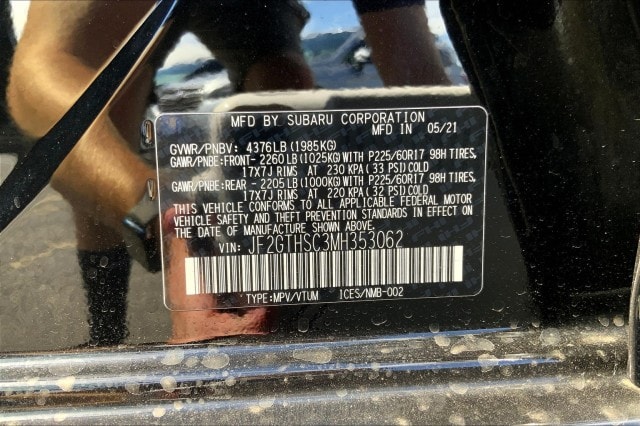 MFD BY SUBARU CORPORATION
MFD IN 05/21
GVWR/PNBV: 4376LB (1985KG)
GAWR/PNBE:FRONT- 2260LB (1025KG) WITH P225/60R17 98H TIRES,
17X7J RIMS AT 230 KPA (33 PSI) COLD
GAWR/PNBE:REAR - 2205LB (1000KG) WITH P225/60R17 98H TIRES,
17X7J RIMS AT 220 KPA (32 PSI) COLD
THIS VEHICLE CONFORMS TO ALL APPLICABLE FEDERAL MOTOR
VEHICLE SAFETY AND THEFT PREVENTION STANDARDS IN EFFECT ON
THE DATE OF MANUFACTURE SHOWN ABOVE.
VIN: JF2GTHSC3MH353062
TYPE:MPV/VTUM ICES/NMB-002